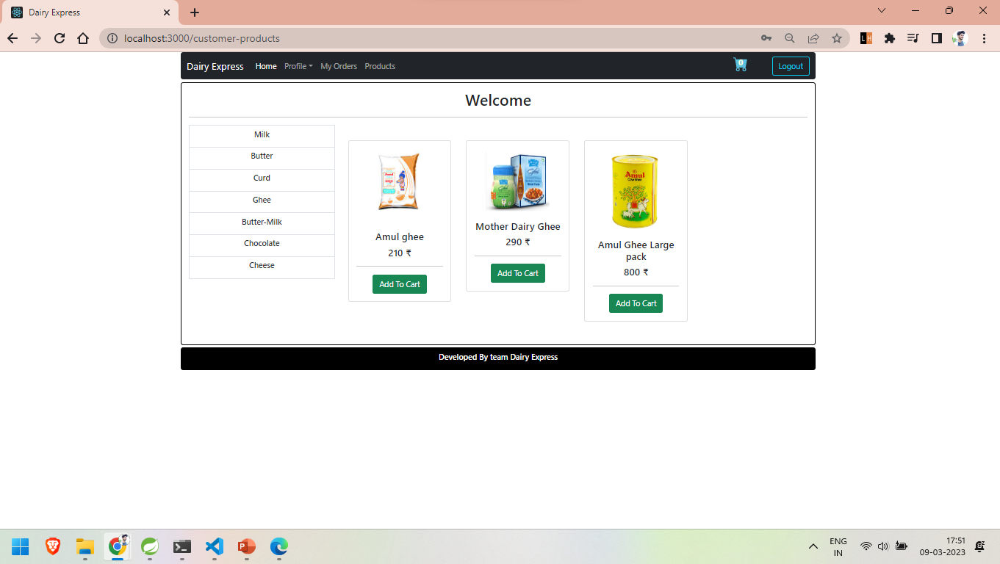 Dairy Express
localhost:3000/customer-products
L H
Dairy Express Home Profile My Orders Products 0 Logout
Welcome
Milk
Butter
Curd
Ghee
Butter-Milk
Chocolate
Cheese
Amul ghee
210 ₹
Add To Cart
Mother Dairy Ghee
290 ₹
Add To Cart
Amul
Amul Ghee Large
pack
800 ₹
Add To Cart
Developed By team Dairy Express
ENG
IN
17:51
09-03-2023